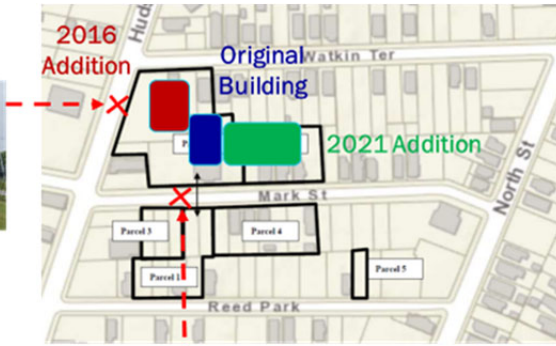 2016
Addition
Original
Building
Watkin Ter
2021 Addition
Mark St
North St
Parcel 3
Parcel 4
Parcel 1
Parcel 5
Reed Park